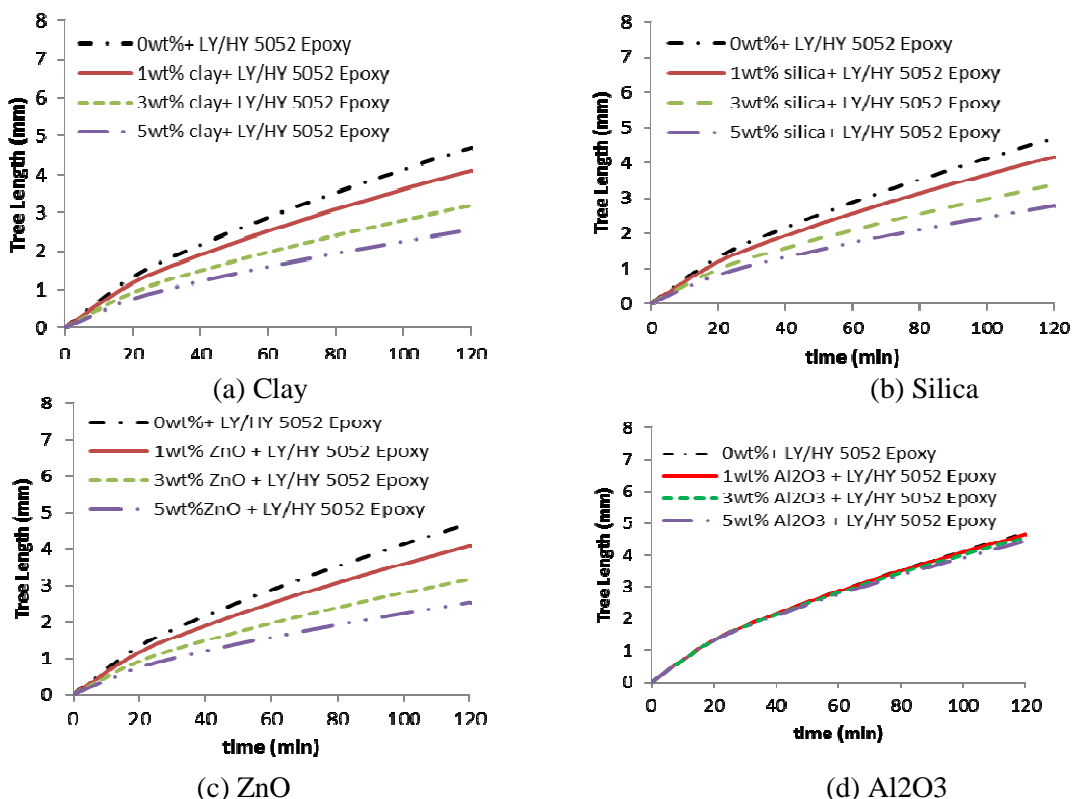 8
7
6
5
4
3
2
1
0
Tree Length (mm)
0wt%+ LY/HY 5052 Epoxy
1wt% clay+ LY/HY 5052 Epoxy
3wt% clay+ LY/HY 5052 Epoxy
5wt% clay+ LY/HY 5052 Epoxy
0 20 40 60 80 100 120
(a) Clay
8
7
6
5
4
3
2
1
0
Tree Length (mm)
0wt%+ LY/HY 5052 Epoxy
1wt% silica+ LY/HY 5052 Epoxy
3wt% silica+ LY/HY 5052 Epoxy
5wt% silica+ LY/HY 5052 Epoxy
0 20 40 60 80 100 120
time (min)
(b) Silica
8
7
6
5
4
3
2
1
0
Tree Length (mm)
0wt%+ LY/HY 5052 Epoxy
1wt% ZnO + LY/HY 5052 Epoxy
3wt% ZnO + LY/HY 5052 Epoxy
5wt%ZnO + LY/HY 5052 Epoxy
0 20 40 60 80 100 120
time (min)
(c) ZnO
8
7
6
5
4
3
2
1
0
Tree Length (mm)
0wt%+ LY/HY 5052 Epoxy
1wt% Al2O3 + LY/HY 5052 Epoxy
3wt% Al2O3 + LY/HY 5052 Epoxy
5wt% Al2O3 + LY/HY 5052 Epoxy
0 20 40 60 80 100 120
time (min)
(d) Al2O3